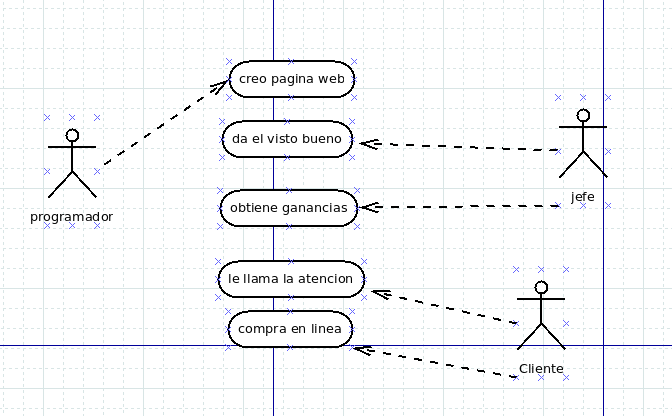 creo pagina web
da el visto bueno
programador
jefe
obtiene ganancias
le llama la atencion
compra en linea
Cliente